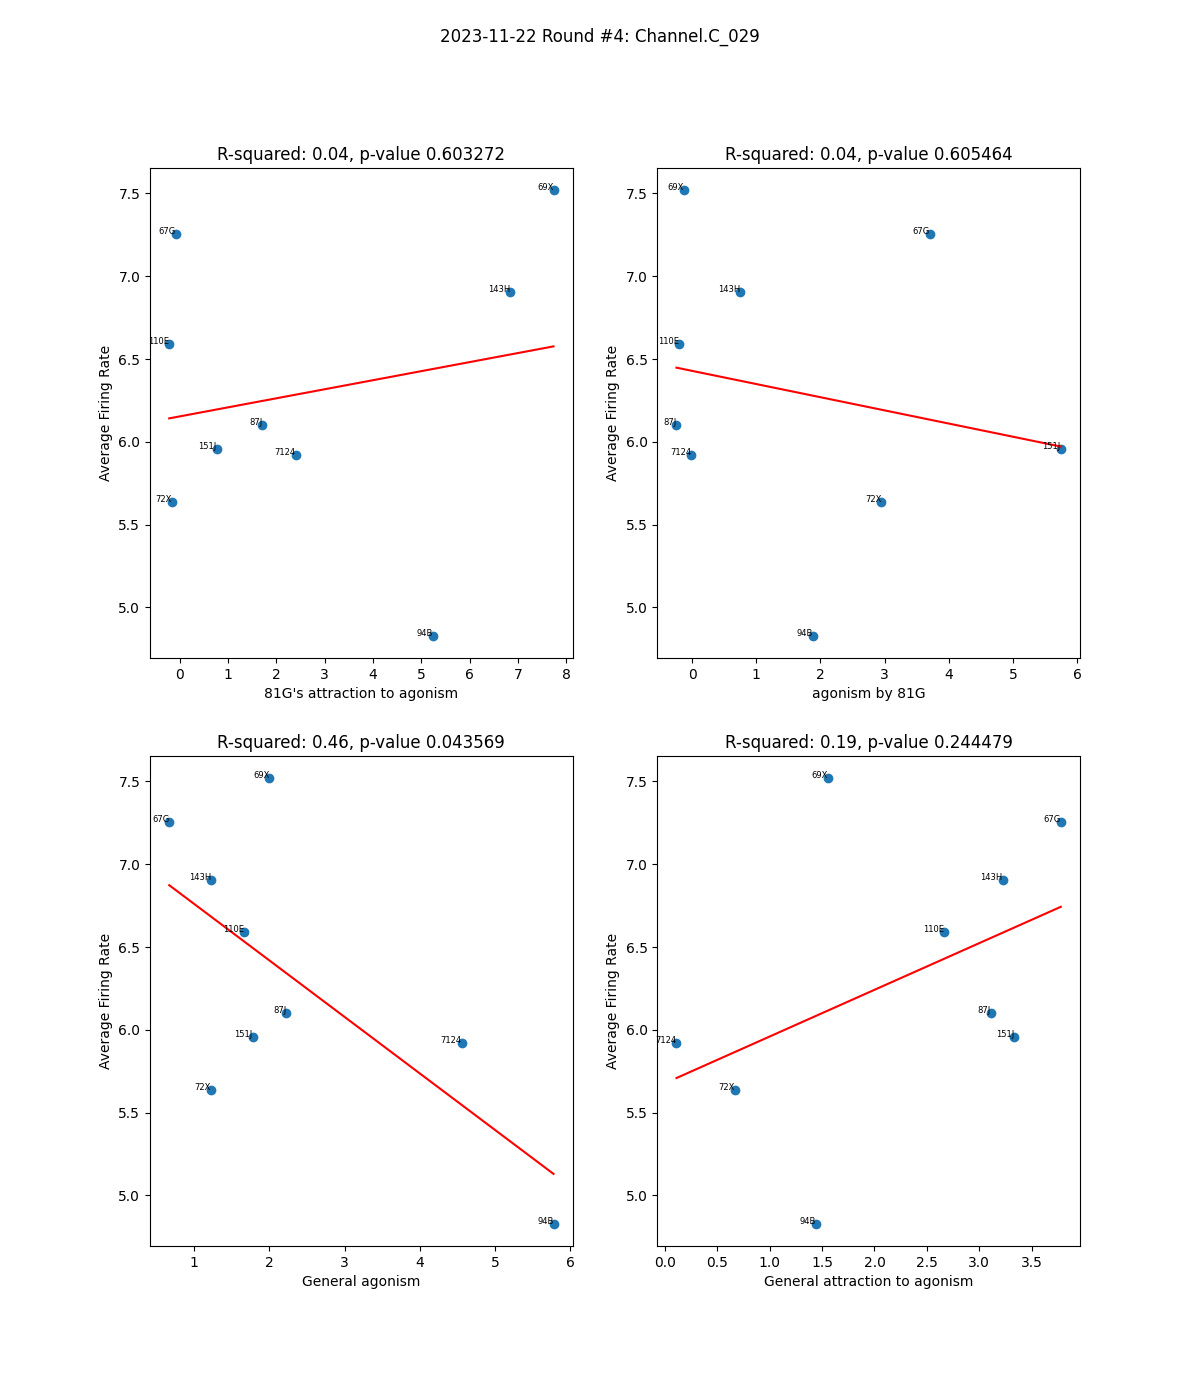 2023-11-22 Round #4: Channel.C_029
R-squared: 0.04, p-value 0.603272
7.5
7.0
6.5
6.0
5.5
5.0
Average Firing Rate
69X
67G
143H
110E
87J
151J
7124
72X
94B
0 1 2 3 4 5 6 7 8
81G's attraction to agonism
R-squared: 0.04, p-value 0.605464
7.5
7.0
6.5
6.0
5.5
5.0
Average Firing Rate
69X
67G
143H
110E
87J
151J
7124
72X
94B
0 1 2 3 4 5 6
agonism by 81G
R-squared: 0.46, p-value 0.043569
7.5
7.0
6.5
6.0
5.5
5.0
Average Firing Rate
69X
67G
143H
110E
87J
151J
7124
72X
94B
1 2 3 4 5 6
General agonism
R-squared: 0.19, p-value 0.244479
7.5
7.0
6.5
6.0
5.5
5.0
Average Firing Rate
69X
67G
143H
110E
87J
151J
7124
72X
94B
0.0 0.5 1.0 1.5 2.0 2.5 3.0 3.5
General attraction to agonism